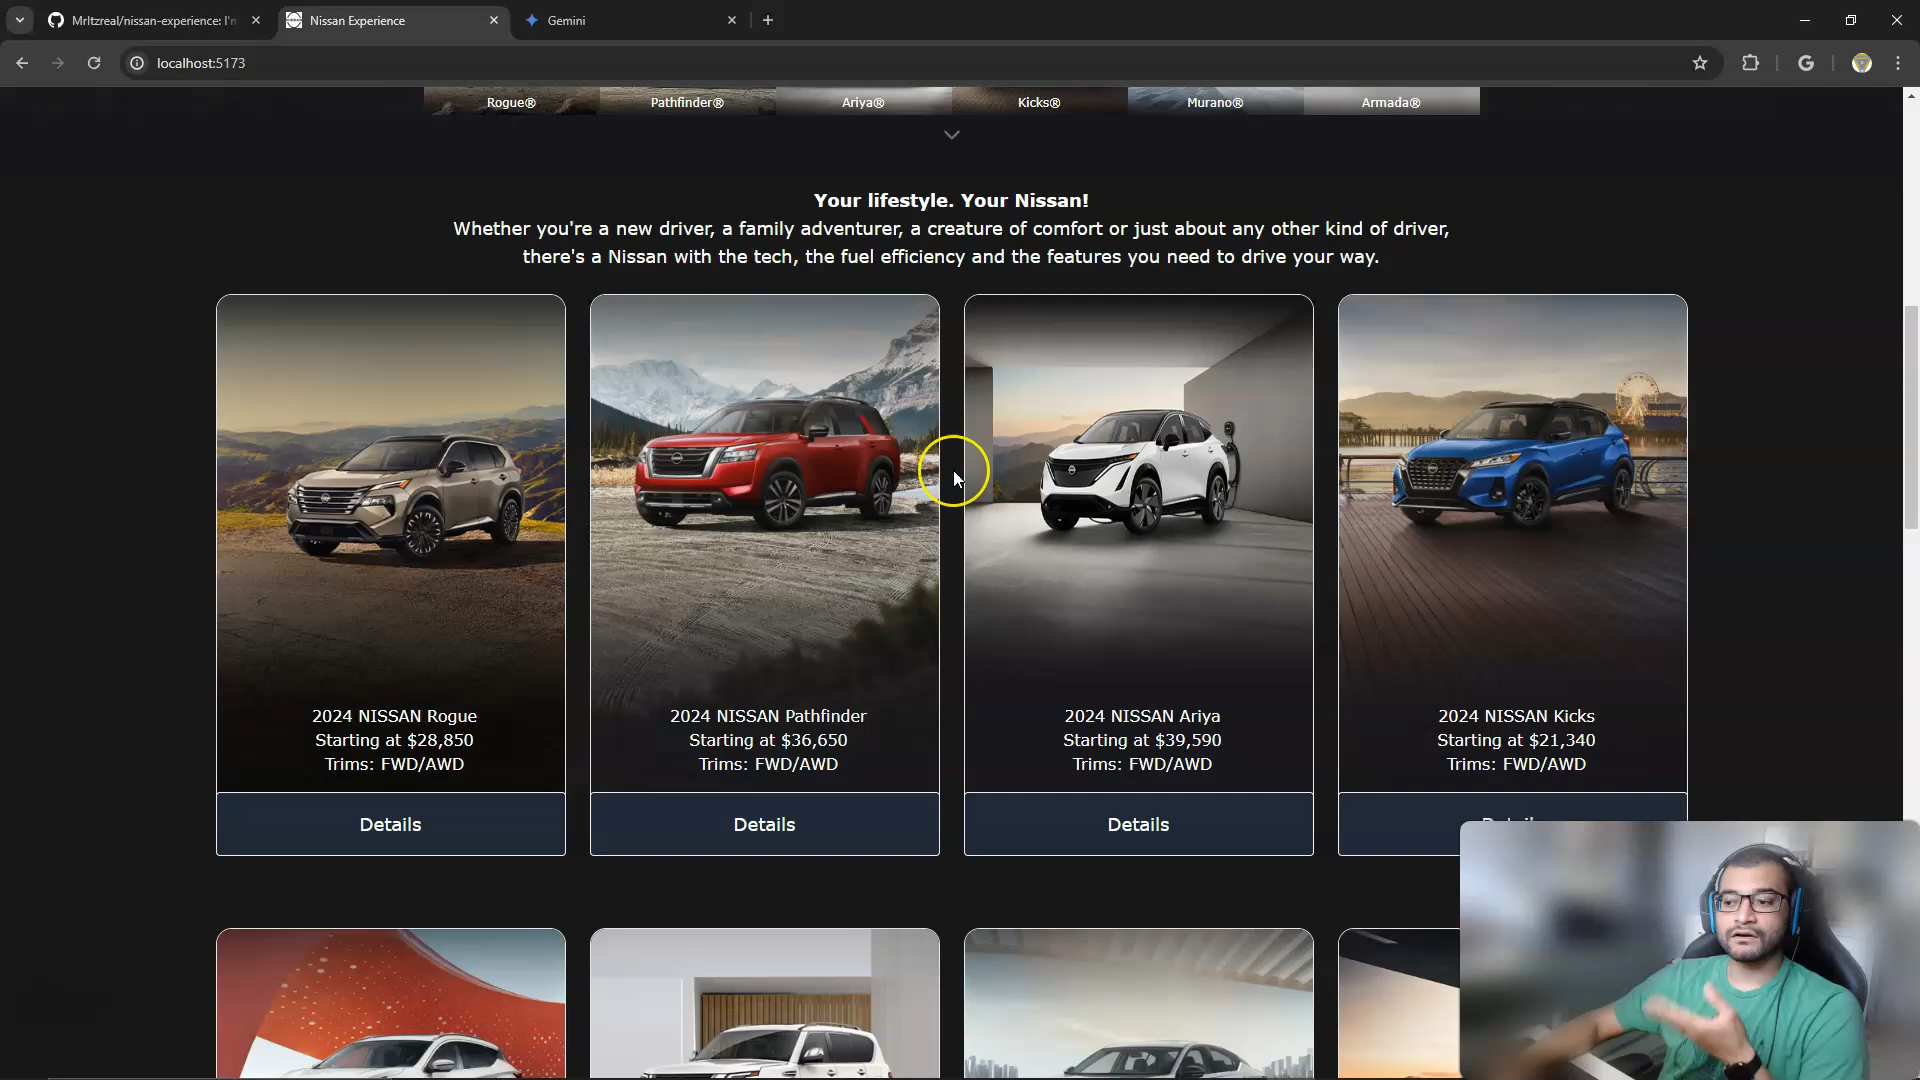 MrItzreal/nissan-experience: I'm
Nissan Experience
Gemini
localhost:5173
Rogue®
Pathfinder®
Ariya®
Kicks®
Murano®
Armada®
Your lifestyle. Your Nissan!
Whether you're a new driver, a family adventurer, a creature of comfort or just about any other kind of driver,
there's a Nissan with the tech, the fuel efficiency and the features you need to drive your way.
2024 NISSAN Rogue
Starting at $28,850
Trims: FWD/AWD
Details
2024 NISSAN Pathfinder
Starting at $36,650
Trims: FWD/AWD
Details
2024 NISSAN Ariya
Starting at $39,590
Trims: FWD/AWD
Details
2024 NISSAN Kicks
Starting at $21,340
Trims: FWD/AWD